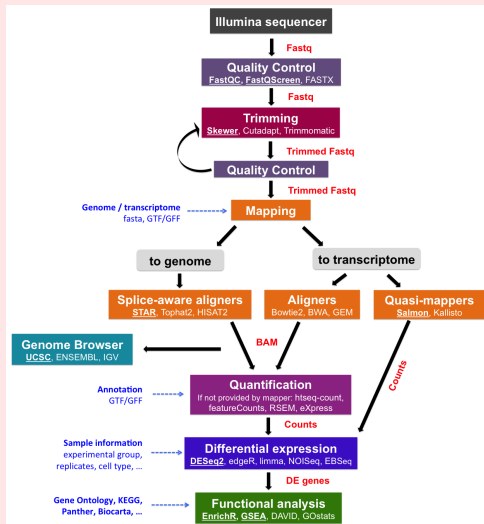 Illumina sequencer
Fastq
Quality Control
FastQC, FastQScreen, FASTX
Fastq
Trimming
Skewer, Cutadapt, Trimmomatic
Trimmed Fastq
Quality Control
Trimmed Fastq
Genome / transcriptome
fasta, GTF/GFF
Mapping
to genome
to transcriptome
Splice-aware aligners
STAR, Tophat2, HISAT2
Aligners
Bowtie2, BWA, GEM
Quasi-mappers
Salmon, Kallisto
Genome Browser
UCSC, ENSEMBL, IGV
BAM
Counts
Annotation
GTF/GFF
Quantification
If not provided by mapper: htseq-count,
featureCounts, RSEM, eXpress
Counts
Sample information
experimental group,
replicates, cell type, ...
Differential expression
DESeq2, edgeR, limma, NOISeq, EBSeq
DE genes
Gene Ontology, KEGG,
Panther, Biocarta, ...
Functional analysis
EnrichR, GSEA, DAVID, GOstats